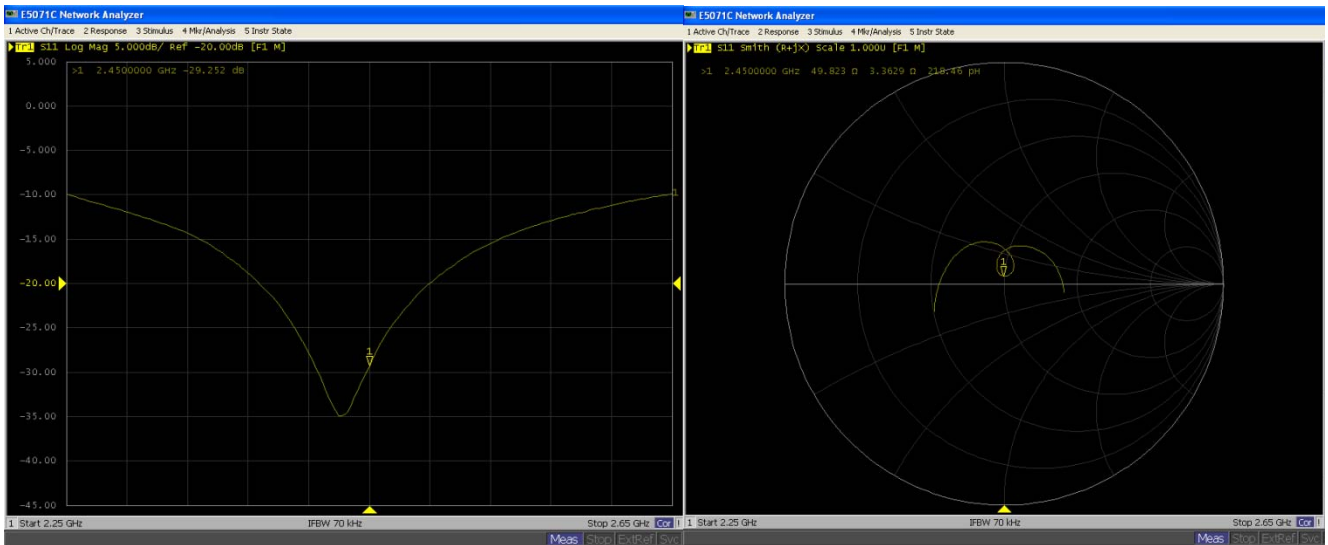 E5071C Network Analyzer
1 Active Ch/Trace 2 Response 3 Stimulus 4 Mkr/Analysis 5 Instr State
Tr1 S11 Log Mag 5.000dB/ Ref -20.00dB [F1 M]
5.000
>1 2.4500000 GHz -29.252 dB
0.000
-5.000
-10.00
1
-15.00
-20.00
-25.00
1
-30.00
-35.00
-40.00
-45.00
1 Start 2.25 GHz IFBW 70 kHz Stop 2.65 GHz Cor !
Meas Stop ExtRef Svc
E5071C Network Analyzer
1 Active Ch/Trace 2 Response 3 Stimulus 4 Mkr/Analysis 5 Instr State
Tr1 S11 Smith (R+jX) Scale 1.000U [F1 M]
>1 2.4500000 GHz 49.823 Ω 3.3629 Ω 218.46 pH
1
1 Start 2.25 GHz IFBW 70 kHz Stop 2.65 GHz Cor !
Meas Stop ExtRef Svc